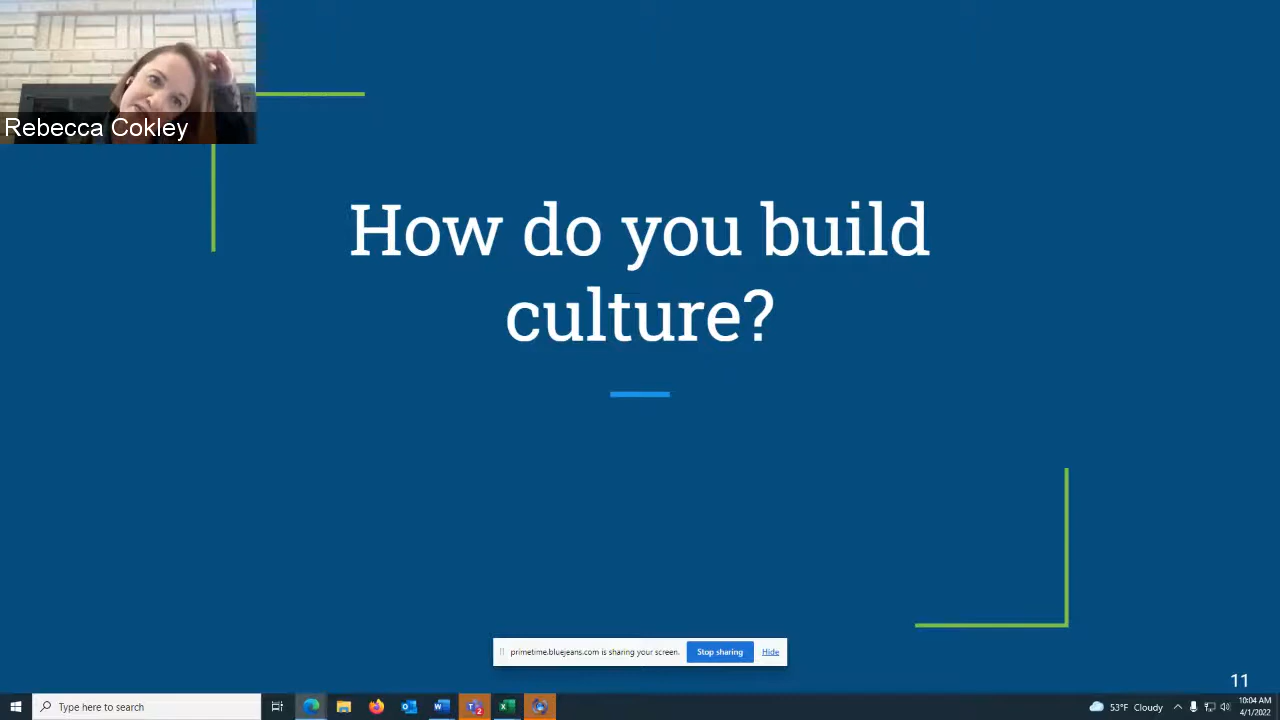 Rebecca Cokley
How do you build
culture?
primetime.bluejeans.com is sharing your screen.
Stop sharing
Hide
11
Type here to search
2
53°F Cloudy
10:04 AM
4/1/2022